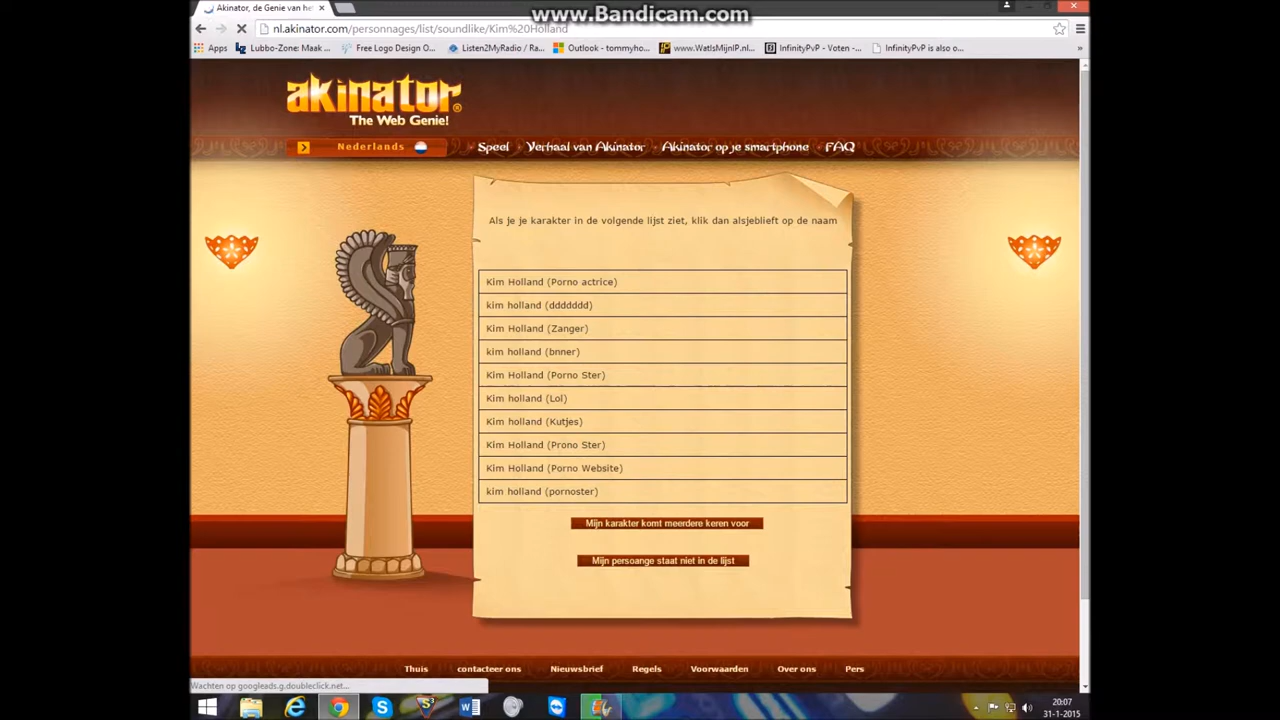 www.Bandicam.com
Akinator, de Genie van het
nl.akinator.com/personnages/list/soundlike/Kim%20Holland
Apps Lubbo-Zone: Maak ... Free Logo Design O... Listen2MyRadio / Ra... Outlook - tommyho... www.WatIsMijnIP.nl... InfinityPvP - Voten -... InfinityPvP is also o...
akinator
The Web Genie!
Nederlands Speel Verhaal van Akinator Akinator op je smartphone FAQ
Als je je karakter in de volgende lijst ziet, klik dan alsjeblieft op de naam
Kim Holland (Porno actrice)
kim holland (ddddddd)
Kim Holland (Zanger)
kim holland (bnner)
Kim Holland (Porno Ster)
Kim holland (Lol)
Kim holland (Kutjes)
Kim Holland (Prono Ster)
Kim Holland (Porno Website)
kim holland (pornoster)
Mijn karakter komt meerdere keren voor
Mijn persoange staat niet in de lijst
Thuis contacteer ons Nieuwsbrief Regels Voorwaarden Over ons Pers
Wachten op googleads.g.doubleclick.net...
20:07
31-1-2015